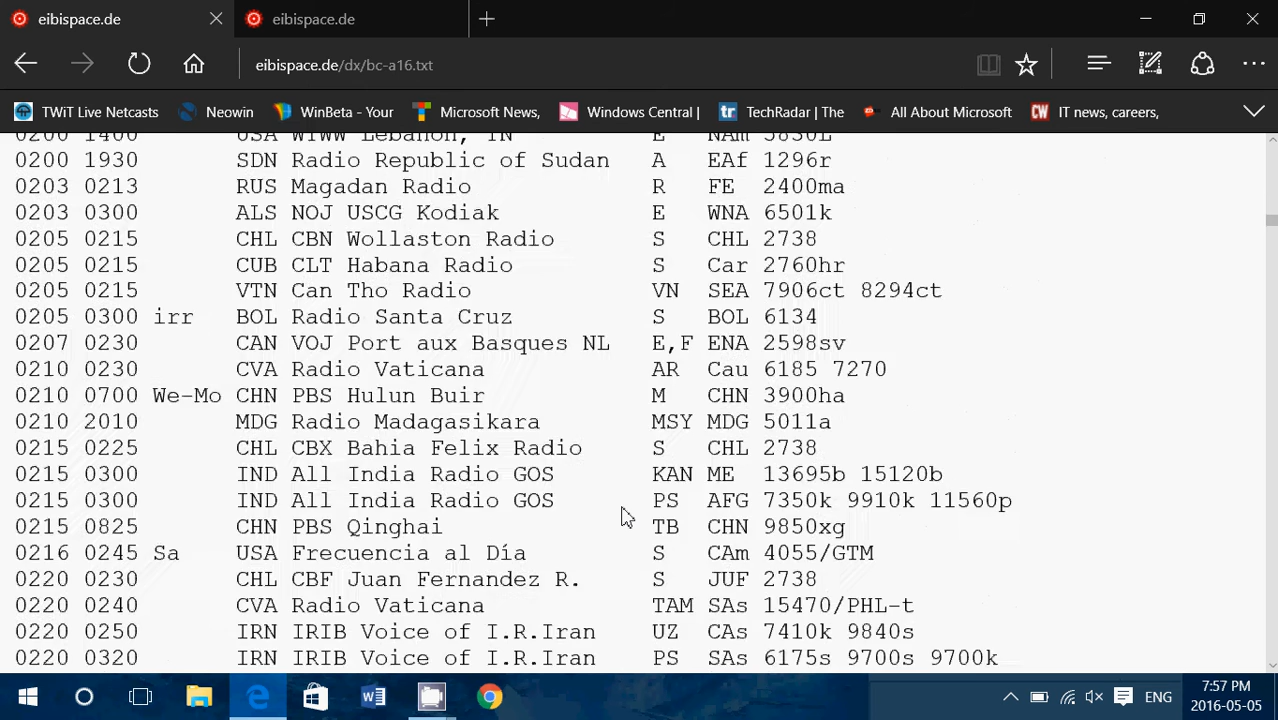 eibispace.de
eibispace.de
eibispace.de/dx/bc-a16.txt
TWiT Live Netcasts Neowin WinBeta - Your Microsoft News, Windows Central | TechRadar | The All About Microsoft IT news, careers,
0200 1400 USA WTWW Lebanon, TN E NAm 5830L
0200 1930 SDN Radio Republic of Sudan A EAf 1296r
0203 0213 RUS Magadan Radio R FE 2400ma
0203 0300 ALS NOJ USCG Kodiak E WNA 6501k
0205 0215 CHL CBN Wollaston Radio S CHL 2738
0205 0215 CUB CLT Habana Radio S Car 2760hr
0205 0215 VTN Can Tho Radio VN SEA 7906ct 8294ct
0205 0300 irr BOL Radio Santa Cruz S BOL 6134
0207 0230 CAN VOJ Port aux Basques NL E,F ENA 2598sv
0210 0230 CVA Radio Vaticana AR Cau 6185 7270
0210 0700 We-Mo CHN PBS Hulun Buir M CHN 3900ha
0210 2010 MDG Radio Madagasikara MSY MDG 5011a
0215 0225 CHL CBX Bahia Felix Radio S CHL 2738
0215 0300 IND All India Radio GOS KAN ME 13695b 15120b
0215 0300 IND All India Radio GOS PS AFG 7350k 9910k 11560p
0215 0825 CHN PBS Qinghai TB CHN 9850xg
0216 0245 Sa USA Frecuencia al Día S CAm 4055/GTM
0220 0230 CHL CBF Juan Fernandez R. S JUF 2738
0220 0240 CVA Radio Vaticana TAM SAs 15470/PHL-t
0220 0250 IRN IRIB Voice of I.R.Iran UZ CAs 7410k 9840s
0220 0320 IRN IRIB Voice of I.R.Iran PS SAs 6175s 9700s 9700k
ENG 7:57 PM
2016-05-05